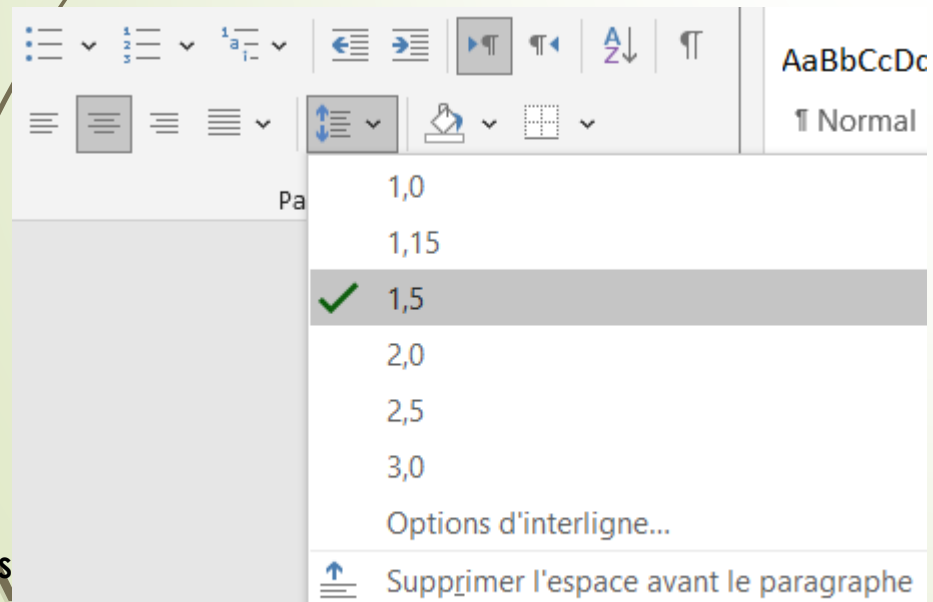 AaBbCcDc
¶ Normal
Pa
1,0
1,15
1,5
2,0
2,5
3,0
Options d'interligne...
s
Supprimer l'espace avant le paragraphe